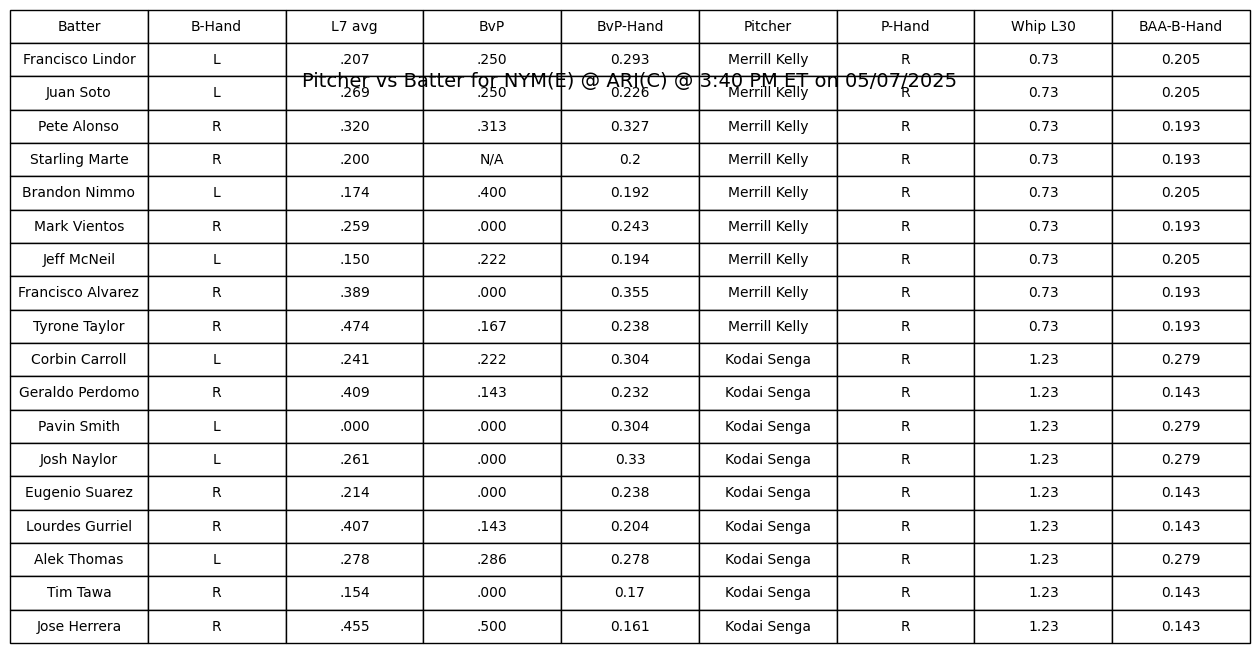 Batter B-Hand L7 avg BvP BvP-Hand Pitcher P-Hand Whip L30 BAA-B-Hand
Francisco Lindor L .207 .250 0.293 Merrill Kelly R 0.73 0.205
Pitcher vs Batter for NYM(E) @ ARI(C) @ 3:40 PM ET on 05/07/2025
Juan Soto L .269 .250 0.226 Merrill Kelly R 0.73 0.205
Pete Alonso R .320 .313 0.327 Merrill Kelly R 0.73 0.193
Starling Marte R .200 N/A 0.2 Merrill Kelly R 0.73 0.193
Brandon Nimmo L .174 .400 0.192 Merrill Kelly R 0.73 0.205
Mark Vientos R .259 .000 0.243 Merrill Kelly R 0.73 0.193
Jeff McNeil L .150 .222 0.194 Merrill Kelly R 0.73 0.205
Francisco Alvarez R .389 .000 0.355 Merrill Kelly R 0.73 0.193
Tyrone Taylor R .474 .167 0.238 Merrill Kelly R 0.73 0.193
Corbin Carroll L .241 .222 0.304 Kodai Senga R 1.23 0.279
Geraldo Perdomo R .409 .143 0.232 Kodai Senga R 1.23 0.143
Pavin Smith L .000 .000 0.304 Kodai Senga R 1.23 0.279
Josh Naylor L .261 .000 0.33 Kodai Senga R 1.23 0.279
Eugenio Suarez R .214 .000 0.238 Kodai Senga R 1.23 0.143
Lourdes Gurriel R .407 .143 0.204 Kodai Senga R 1.23 0.143
Alek Thomas L .278 .286 0.278 Kodai Senga R 1.23 0.279
Tim Tawa R .154 .000 0.17 Kodai Senga R 1.23 0.143
Jose Herrera R .455 .500 0.161 Kodai Senga R 1.23 0.143